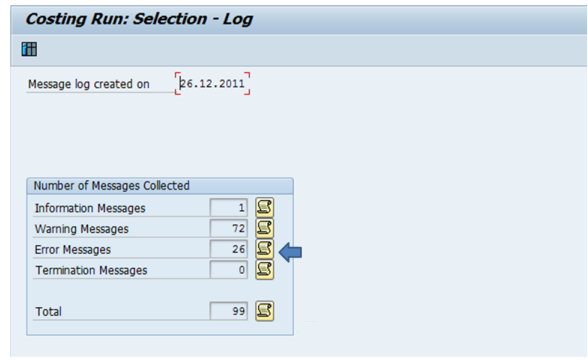 Costing Run: Selection - Log
Message log created on 26.12.2011
Number of Messages Collected
Information Messages 1
Warning Messages 72
Error Messages 26
Termination Messages 0
Total 99